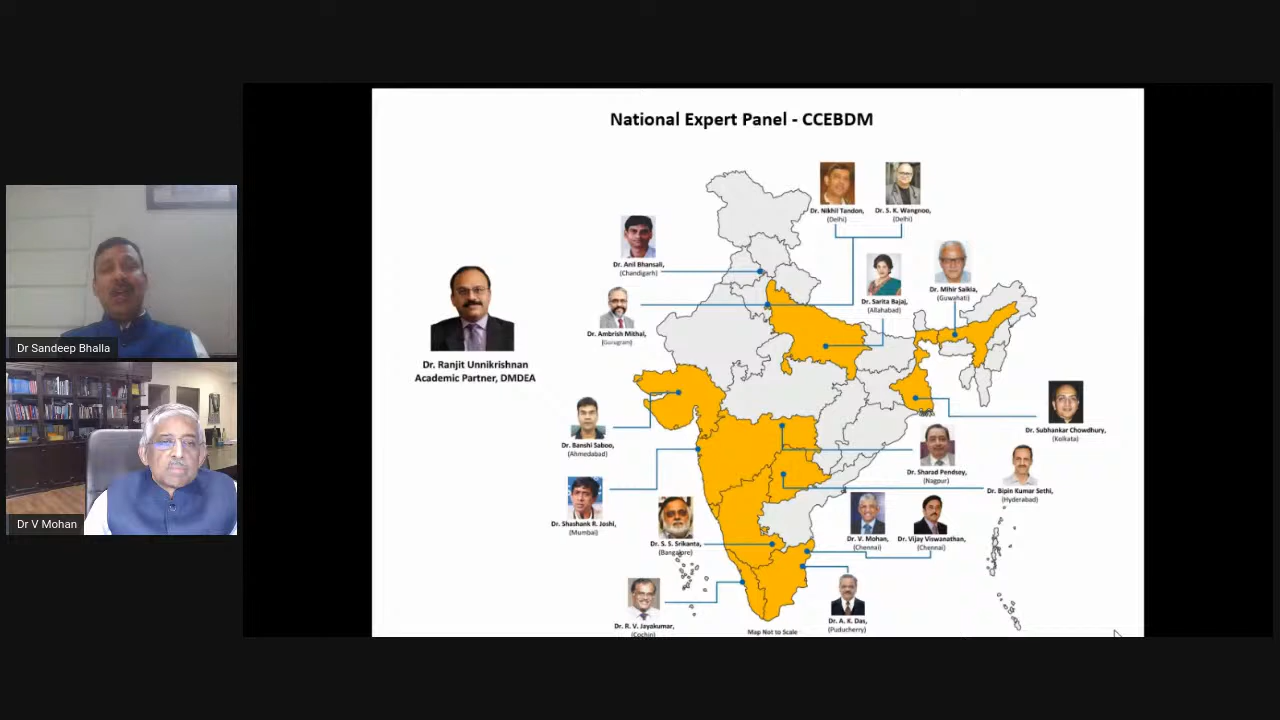 National Expert Panel - CCEBDM
Dr. Nikhil Tandon,
(Delhi)
Dr. S. K. Wangnoo,
(Delhi)
Dr. Anil Bhansali,
(Chandigarh)
Dr. Sarita Bajaj,
(Allahabad)
Dr. Mihir Saikia,
(Guwahati)
Dr. Ambrish Mithal,
(Gurugram)
Dr Sandeep Bhalla
Dr. Ranjit Unnikrishnan
Academic Partner, DMDEA
Dr. Subhankar Chowdhury,
(Kolkata)
Dr. Banshi Saboo,
(Ahmedabad)
Dr. Sharad Pendsey,
(Nagpur)
Dr. Bipin Kumar Sethi,
(Hyderabad)
Dr. Shashank R. Joshi,
(Mumbai)
Dr V Mohan
Dr. S. S. Srikanta,
(Bangalore)
Dr. V. Mohan,
(Chennai)
Dr. Vijay Viswanathan,
(Chennai)
Dr. R. V. Jayakumar,
(Cochin)
Dr. A. K. Das,
(Puducherry)
Map Not to Scale